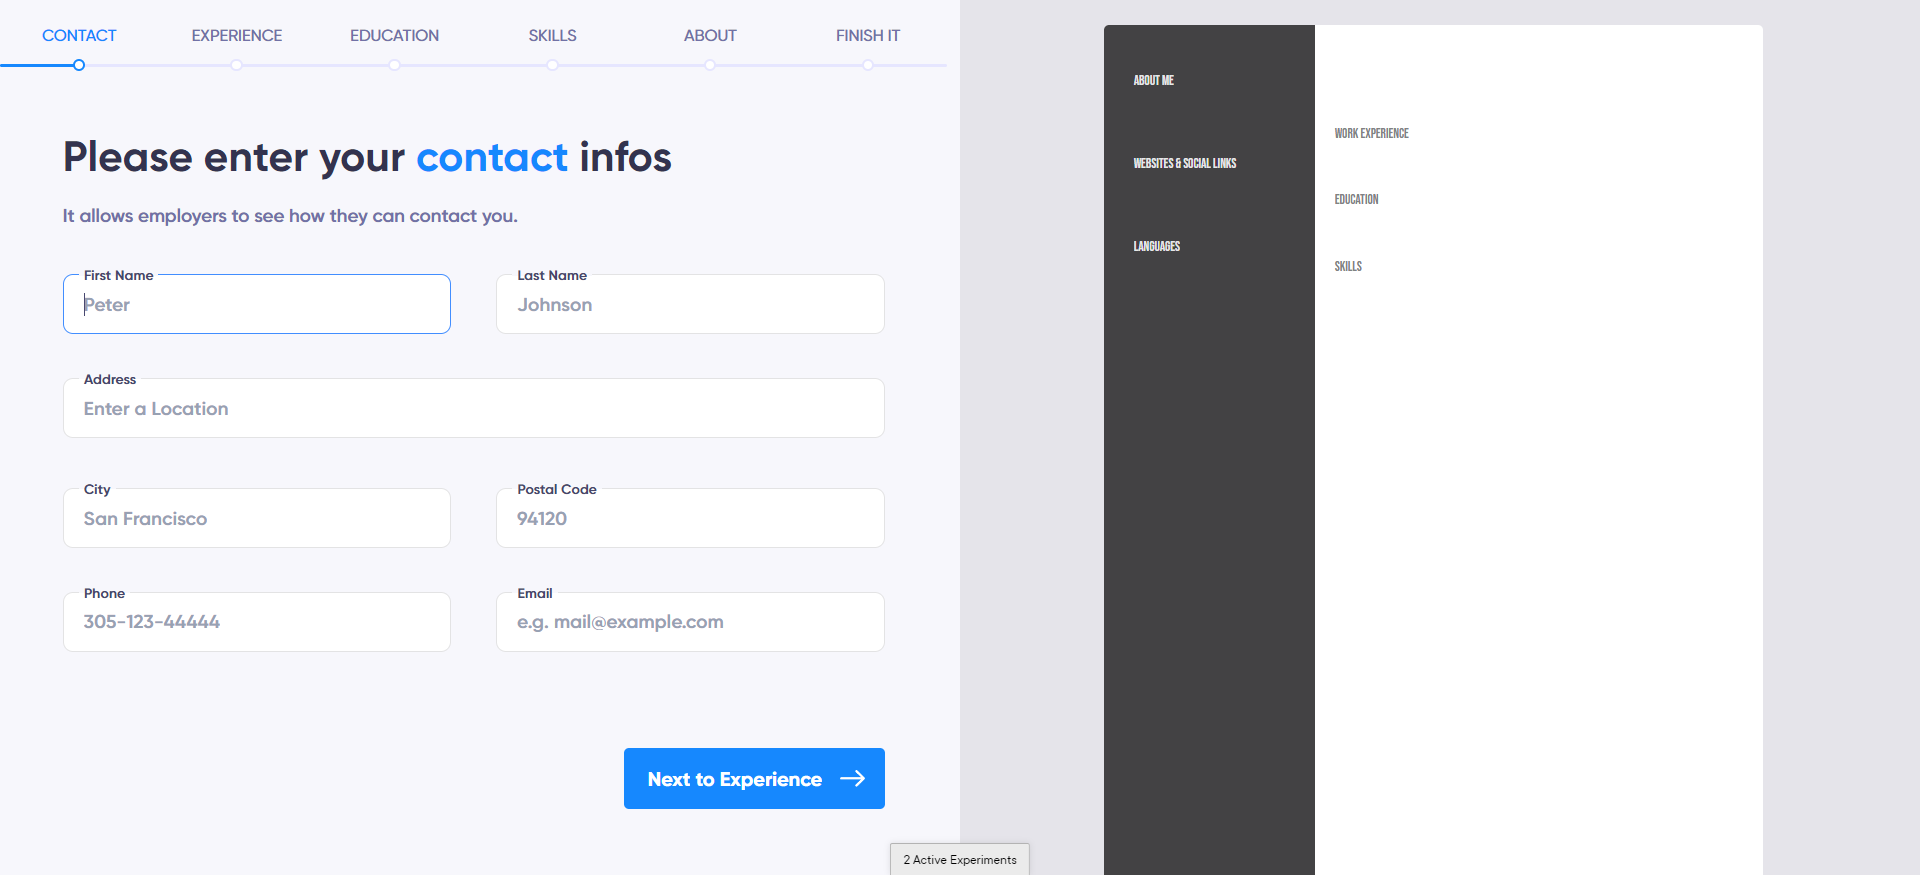 CONTACT EXPERIENCE EDUCATION SKILLS ABOUT FINISH IT
Please enter your contact infos
It allows employers to see how they can contact you.
First Name Last Name
Peter Johnson
Address
Enter a Location
City Postal Code
San Francisco 94120
Phone Email
305-123-44444 e.g. mail@example.com
Next to Experience
2 Active Experiments
ABOUT ME
WEBSITES & SOCIAL LINKS
LANGUAGES
WORK EXPERIENCE
EDUCATION
SKILLS